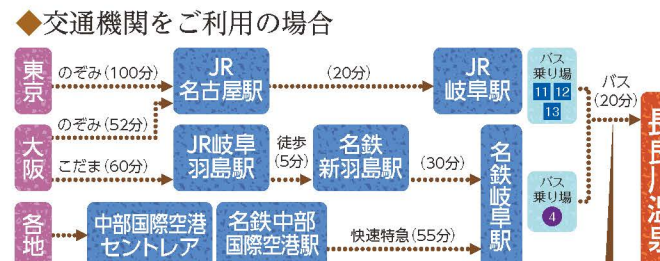 ◆交通機関をご利用の場合
東京
のぞみ(100分)
JR
名古屋駅
(20分)
JR
岐阜駅
バス
乗り場
11 12
13
バス
(20分)
のぞみ(52分)
大阪
こだま(60分)
JR岐阜
羽島駅
徒歩
(5分)
名鉄
新羽島駅
(30分)
名鉄岐阜駅
バス
乗り場
4
長良川温泉
各地
中部国際空港
セントレア
名鉄中部
国際空港駅
快速特急(55分)